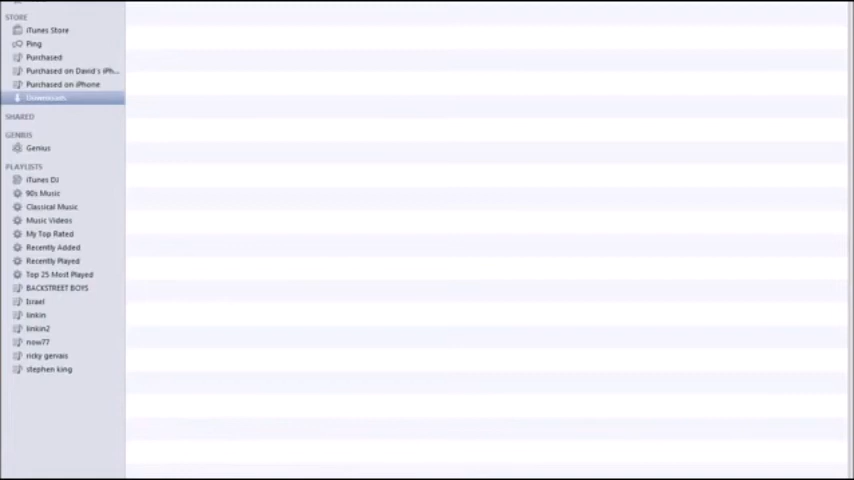 STORE
iTunes Store
Ping
Purchased
Purchased on David's iPh...
Purchased on iPhone
Downloads
SHARED
GENIUS
Genius
PLAYLISTS
iTunes DJ
90s Music
Classical Music
Music Videos
My Top Rated
Recently Added
Recently Played
Top 25 Most Played
BACKSTREET BOYS
Israel
linkin
linkin2
now77
ricky gervais
stephen king